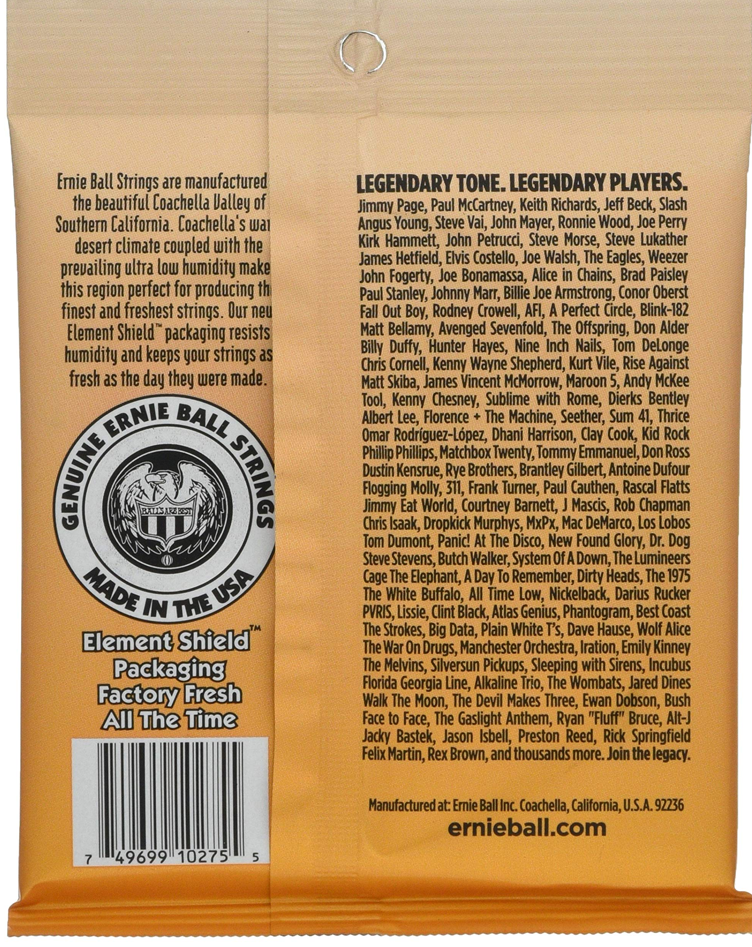 Ernie Ball Strings are manufactured
the beautiful Coachella Valley of
Southern California. Coachella's
desert climate coupled with the
prevailing ultra low humidity make
this region perfect for producing
finest and freshest strings. Our
Element Shield™ packaging resists
humidity and keeps your strings as
fresh as the day they were made.
GENUINE ERNIE BALL STRINGS
BALLS ARE BEST
MADE IN THE USA
Element Shield™
Packaging
Factory Fresh
All The Time
7 49699 10275 5
LEGENDARY TONE. LEGENDARY PLAYERS.
Jimmy Page, Paul McCartney, Keith Richards, Jeff Beck, Slash
Angus Young, Steve Vai, John Mayer, Ronnie Wood, Joe Perry
Kirk Hammett, John Petrucci, Steve Morse, Steve Lukather
James Hetfield, Elvis Costello, Joe Walsh, The Eagles, Weezer
John Fogerty, Joe Bonamassa, Alice in Chains, Brad Paisley
Paul Stanley, Johnny Marr, Billie Joe Armstrong, Conor Oberst
Fall Out Boy, Rodney Crowell, AFI, A Perfect Circle, Blink-182
Matt Bellamy, Avenged Sevenfold, The Offspring, Don Alder
Billy Duffy, Hunter Hayes, Nine Inch Nails, Tom DeLonge
Chris Cornell, Kenny Wayne Shepherd, Kurt Vile, Rise Against
Matt Skiba, James Vincent McMorrow, Maroon 5, Andy McKee
Tool, Kenny Chesney, Sublime with Rome, Dierks Bentley
Albert Lee, Florence + The Machine, Seether, Sum 41, Thrice
Omar Rodríguez-López, Dhani Harrison, Clay Cook, Kid Rock
Phillip Phillips, Matchbox Twenty, Tommy Emmanuel, Don Ross
Dustin Kensrue, Rye Brothers, Brantley Gilbert, Antoine Dufour
Flogging Molly, 311, Frank Turner, Paul Cauthen, Rascal Flatts
Jimmy Eat World, Courtney Barnett, J Mascis, Rob Chapman
Chris Isaak, Dropkick Murphys, MxPx, Mac DeMarco, Los Lobos
Tom Dumont, Panic! At The Disco, New Found Glory, Dr. Dog
Steve Stevens, Butch Walker, System Of A Down, The Lumineers
Cage The Elephant, A Day To Remember, Dirty Heads, The 1975
The White Buffalo, All Time Low, Nickelback, Darius Rucker
PVRIS, Lissie, Clint Black, Atlas Genius, Phantogram, Best Coast
The Strokes, Big Data, Plain White T's, Dave Hause, Wolf Alice
The War On Drugs, Manchester Orchestra, Iration, Emily Kinney
The Melvins, Silversun Pickups, Sleeping with Sirens, Incubus
Florida Georgia Line, Alkaline Trio, The Wombats, Jared Dines
Walk The Moon, The Devil Makes Three, Ewan Dobson, Bush
Face to Face, The Gaslight Anthem, Ryan "Fluff" Bruce, Alt-J
Jacky Bastek, Jason Isbell, Preston Reed, Rick Springfield
Felix Martin, Rex Brown, and thousands more. Join the legacy.
Manufactured at: Ernie Ball Inc. Coachella, California, U.S.A. 92236
ernieball.com